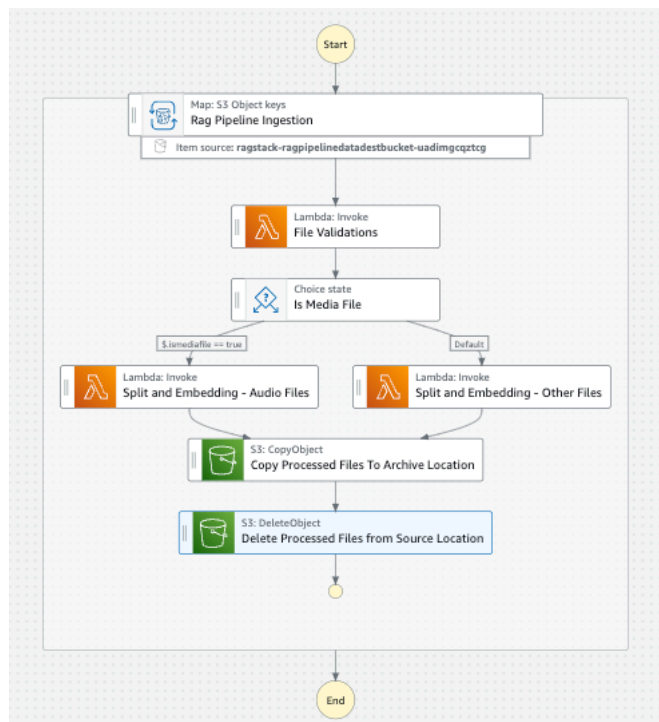 Start
Map: S3 Object keys
Rag Pipeline Ingestion
Item source: ragstack-ragpipelinedatadestbucket-uadimgcqztcg
Lambda: Invoke
File Validations
Choice state
Is Media File
$.ismediafile == true
Default
Lambda: Invoke
Split and Embedding - Audio Files
Lambda: Invoke
Split and Embedding - Other Files
S3: CopyObject
Copy Processed Files To Archive Location
S3: DeleteObject
Delete Processed Files from Source Location
End